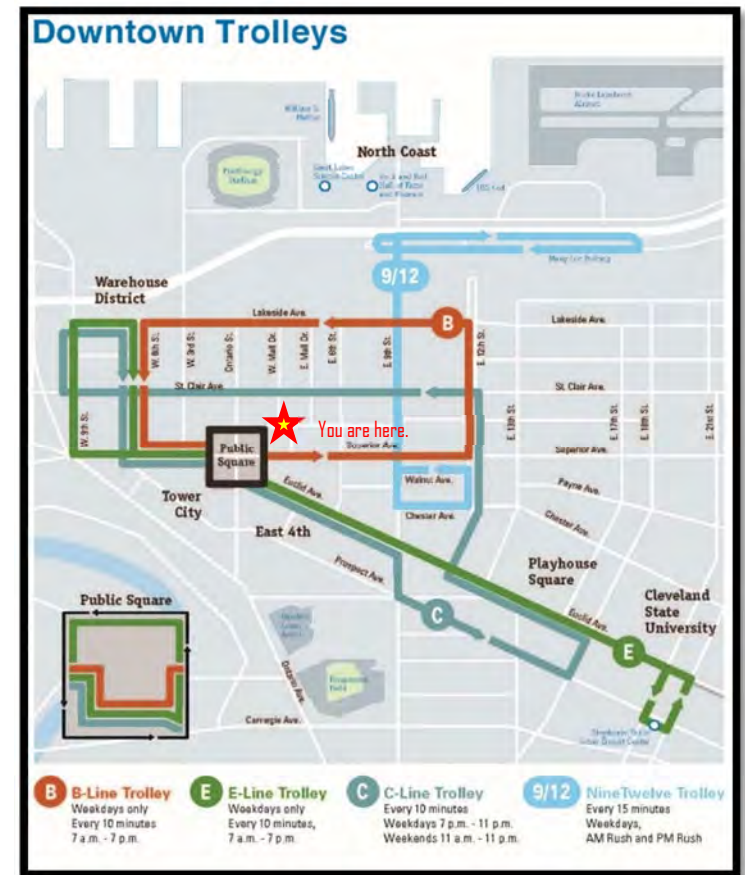 Downtown Trolleys
North Coast
9/12
Warehouse
District
Lakeside Ave.
B
Lakeside Ave.
W. 6th St.
W. 3rd St.
Ontario St.
W. Mall Dr.
E. Mall Dr.
E. 6th St.
E. 9th St.
E. 12th St.
St. Clair Ave.
St. Clair Ave.
W. 9th St.
You are here.
E. 13th St.
E. 17th St.
E. 18th St.
E. 21st St.
Public
Square
Superior Ave.
Superior Ave.
Walnut Ave.
Payne Ave.
Euclid Ave.
Tower
City
Chester Ave.
Chester Ave.
East 4th
Prospect Ave.
Playhouse
Square
Public Square
C
Euclid Ave.
Cleveland
State
University
E
Ontario Ave.
Carnegie Ave.
B B-Line Trolley
Weekdays only
Every 10 minutes
7 a.m. - 7 p.m.
E E-Line Trolley
Weekdays only
Every 10 minutes,
7 a.m. - 7 p.m.
C C-Line Trolley
Every 10 minutes
Weekdays 7 p.m. - 11 p.m.
Weekends 11 a.m. - 11 p.m.
9/12 NineTwelve Trolley
Every 15 minutes
Weekdays,
AM Rush and PM Rush